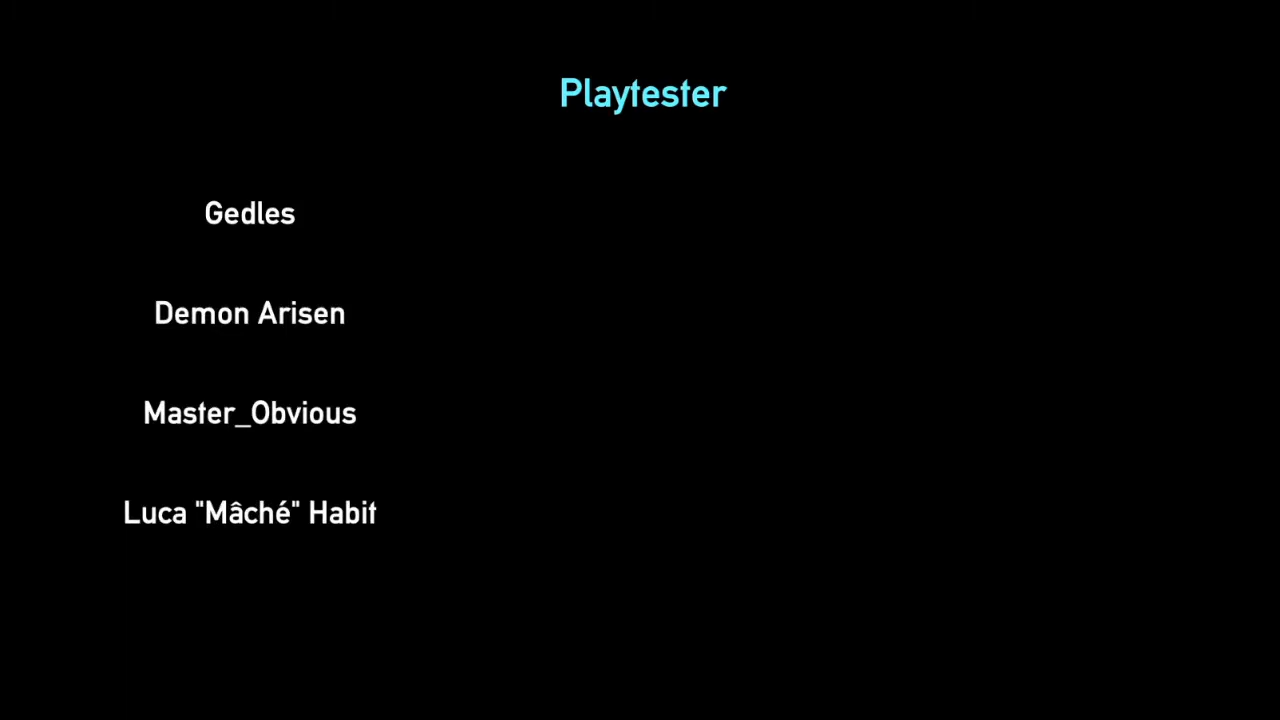 Playtester
Gedles
Demon Arisen
Master_Obvious
Luca "Mâché" Habit